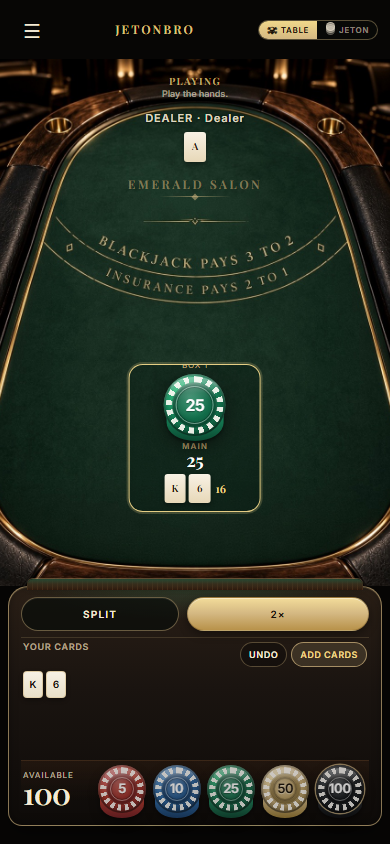 ☰ JETONBRO TABLE JETON
PLAYING
Play the hands.
DEALER · Dealer
A
EMERALD SALON
BLACKJACK PAYS 3 TO 2
INSURANCE PAYS 2 TO 1
BOX 1
25
MAIN
25
K 6 16
SPLIT 2×
YOUR CARDS UNDO ADD CARDS
K 6
AVAILABLE
100
5 10 25 50 100